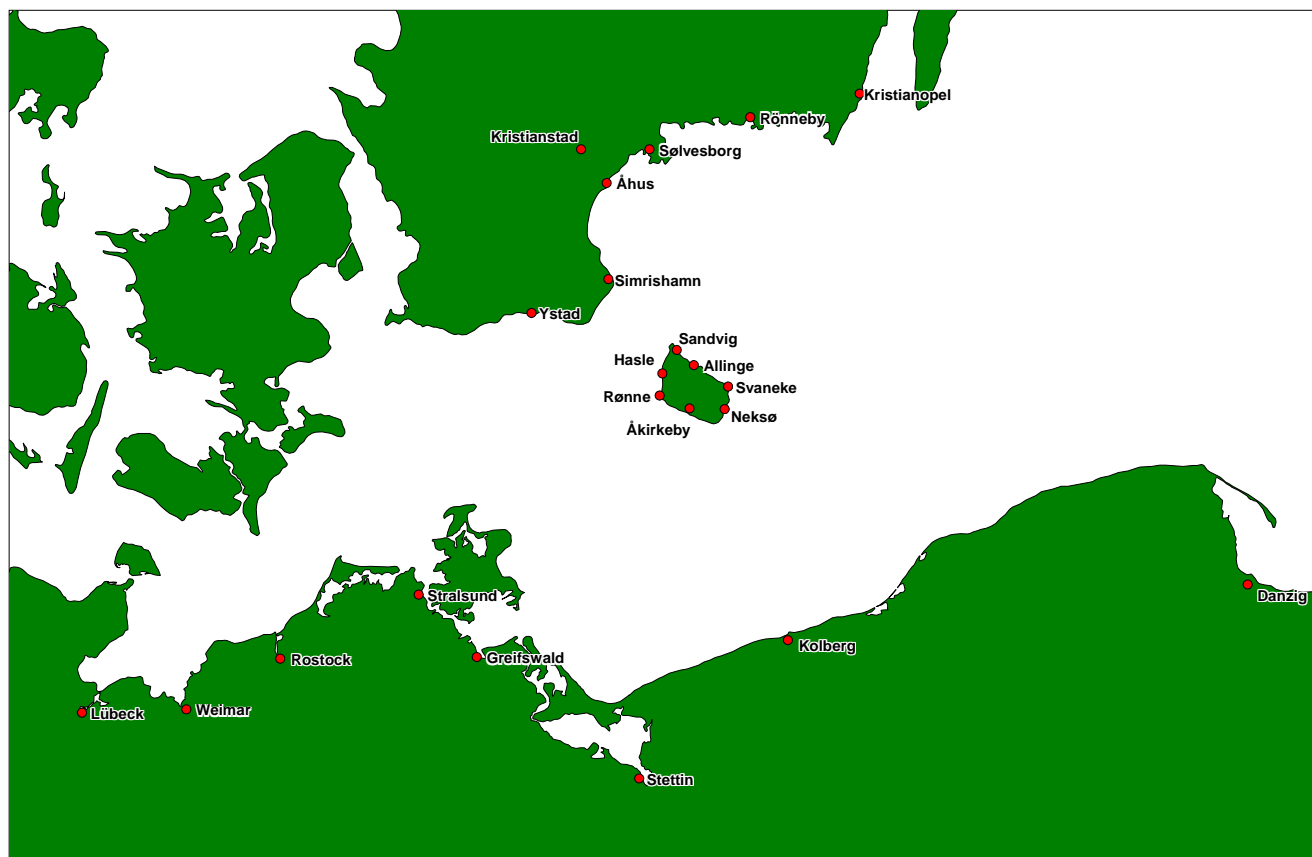 Kristianopel
Rönneby
Kristianstad
Sølvesborg
Åhus
Simrishamn
Ystad
Sandvig
Hasle
Allinge
Svaneke
Rønne
Neksø
Åkirkeby
Stralsund
Danzig
Kolberg
Greifswald
Rostock
Weimar
Lübeck
Stettin